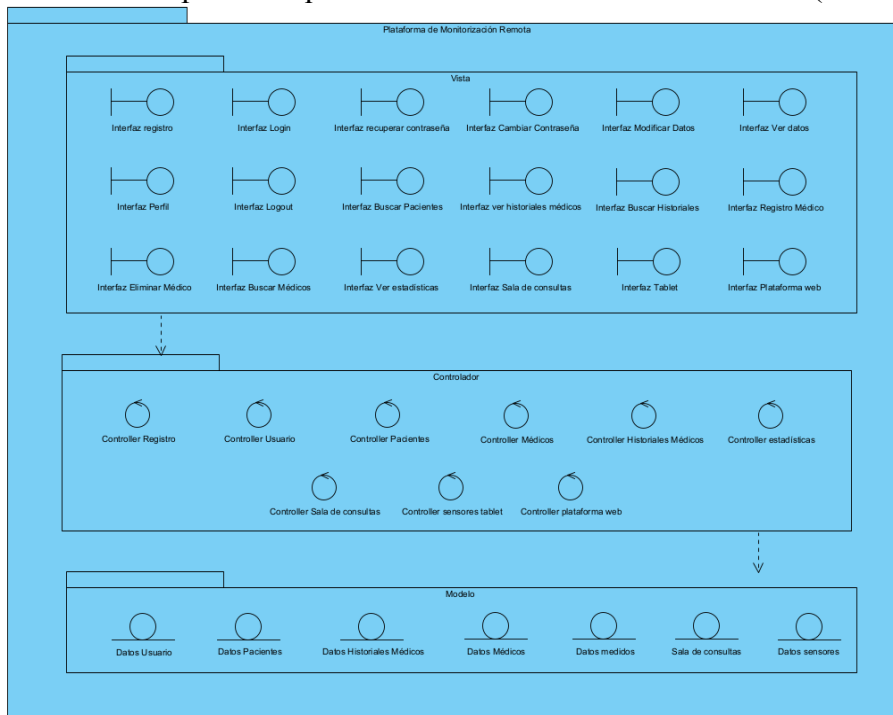 (
Plataforma de Monitorización Remota
Vista
Interfaz registro
Interfaz Login
Interfaz recuperar contraseña
Interfaz Cambiar Contraseña
Interfaz Modificar Datos
Interfaz Ver datos
Interfaz Perfil
Interfaz Logout
Interfaz Buscar Pacientes
Interfaz ver historiales médicos
Interfaz Buscar Historiales
Interfaz Registro Médico
Interfaz Eliminar Médico
Interfaz Buscar Médicos
Interfaz Ver estadísticas
Interfaz Sala de consultas
Interfaz Tablet
Interfaz Plataforma web
Controlador
Controller Registro
Controller Usuario
Controller Pacientes
Controller Médicos
Controller Historiales Médicos
Controller estadísticas
Controller Sala de consultas
Controller sensores tablet
Controller plataforma web
Modelo
Datos Usuario
Datos Pacientes
Datos Historiales Médicos
Datos Médicos
Datos medidos
Sala de consultas
Datos sensores